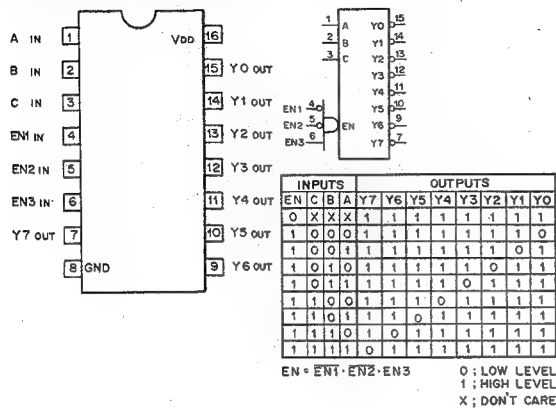 A IN 1
B IN 2
C IN 3
EN1 IN 4
EN2 IN 5
EN3 IN 6
Y7 OUT 7
8 GND
VDD 16
15 Y0 OUT
14 Y1 OUT
13 Y2 OUT
12 Y3 OUT
11 Y4 OUT
10 Y5 OUT
9 Y6 OUT
1 A Y0 15
2 B Y1 14
3 C Y2 13
Y3 12
Y4 11
EN1 4 Y5 10
EN2 5 EN Y6 9
EN3 6 Y7 7
INPUTS OUTPUTS
EN C B A Y7 Y6 Y5 Y4 Y3 Y2 Y1 Y0
0 X X X 1 1 1 1 1 1 1 1
1 0 0 0 1 1 1 1 1 1 1 0
1 0 0 1 1 1 1 1 1 1 0 1
1 0 1 0 1 1 1 1 1 0 1 1
1 0 1 1 1 1 1 1 0 1 1 1
1 1 0 0 1 1 1 0 1 1 1 1
1 1 0 1 1 1 0 1 1 1 1 1
1 1 1 0 1 0 1 1 1 1 1 1
1 1 1 1 0 1 1 1 1 1 1 1
EN = E̅N̅1̅ · E̅N̅2̅ · EN3
0 ; LOW LEVEL
1 ; HIGH LEVEL
X ; DON'T CARE